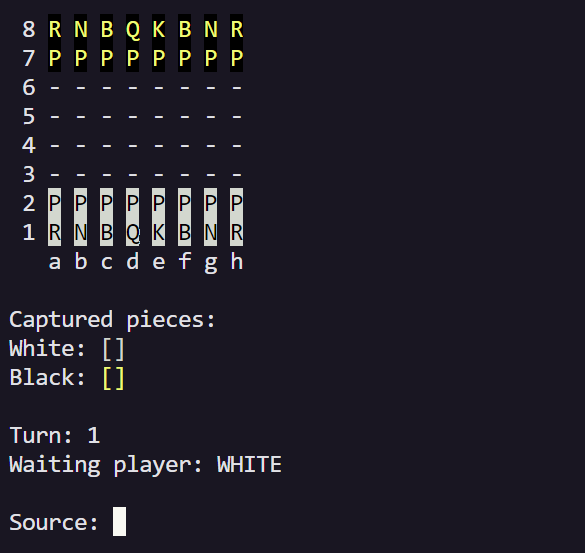 8 R N B Q K B N R
7 P P P P P P P P
6 - - - - - - - -
5 - - - - - - - -
4 - - - - - - - -
3 - - - - - - - -
2 P P P P P P P P
1 R N B Q K B N R
a b c d e f g h
Captured pieces:
White: []
Black: []
Turn: 1
Waiting player: WHITE
Source: